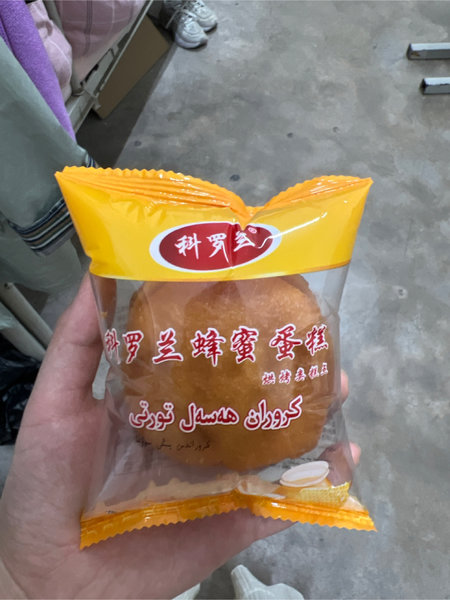 科罗兰
科罗兰蜂蜜蛋糕
烘烤类糕点
كروران ھەسەل تورتى